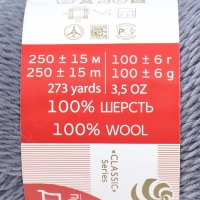 250 ± 15 м 100 ± 6 г
250 ± 15 m 100 ± 6 g
273 yards 3,5 OZ
100% ШЕРСТЬ
100% WOOL
«CLASSIC»
Series